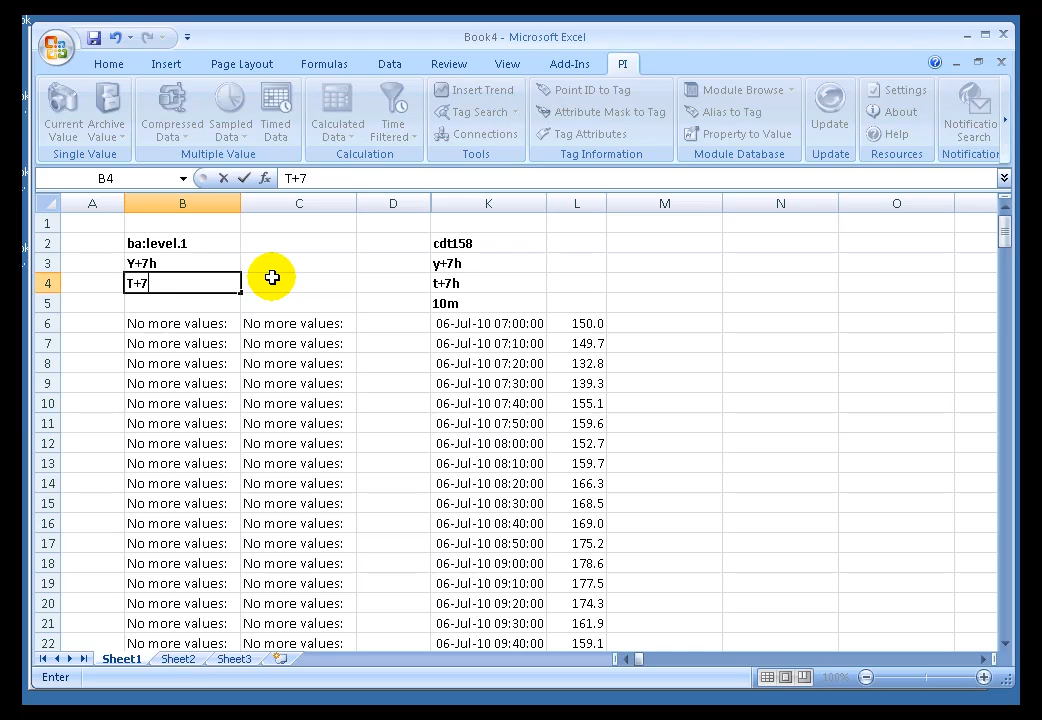 Book4 - Microsoft Excel
Home Insert Page Layout Formulas Data Review View Add-Ins PI
Current Value Archive Value Compressed Data Sampled Data Timed Data Calculated Data Time Filtered Insert Trend Tag Search Connections Point ID to Tag Attribute Mask to Tag Tag Attributes Module Browse Alias to Tag Property to Value Update Settings About Help Notificatio Search
Single Value Multiple Value Calculation Tools Tag Information Module Database Update Resources Notification
B4 fx T+7
A B C D K L M N O
1
2 ba:level.1 cdt158
3 Y+7h y+7h
4 T+7 t+7h
5 10m
6 No more values: No more values: 06-Jul-10 07:00:00 150.0
7 No more values: No more values: 06-Jul-10 07:10:00 149.7
8 No more values: No more values: 06-Jul-10 07:20:00 132.8
9 No more values: No more values: 06-Jul-10 07:30:00 139.3
10 No more values: No more values: 06-Jul-10 07:40:00 155.1
11 No more values: No more values: 06-Jul-10 07:50:00 159.6
12 No more values: No more values: 06-Jul-10 08:00:00 152.7
13 No more values: No more values: 06-Jul-10 08:10:00 159.7
14 No more values: No more values: 06-Jul-10 08:20:00 166.3
15 No more values: No more values: 06-Jul-10 08:30:00 168.5
16 No more values: No more values: 06-Jul-10 08:40:00 169.0
17 No more values: No more values: 06-Jul-10 08:50:00 175.2
18 No more values: No more values: 06-Jul-10 09:00:00 178.6
19 No more values: No more values: 06-Jul-10 09:10:00 177.5
20 No more values: No more values: 06-Jul-10 09:20:00 174.3
21 No more values: No more values: 06-Jul-10 09:30:00 161.9
22 No more values: No more values: 06-Jul-10 09:40:00 159.1
Sheet1 Sheet2 Sheet3
Enter 100%